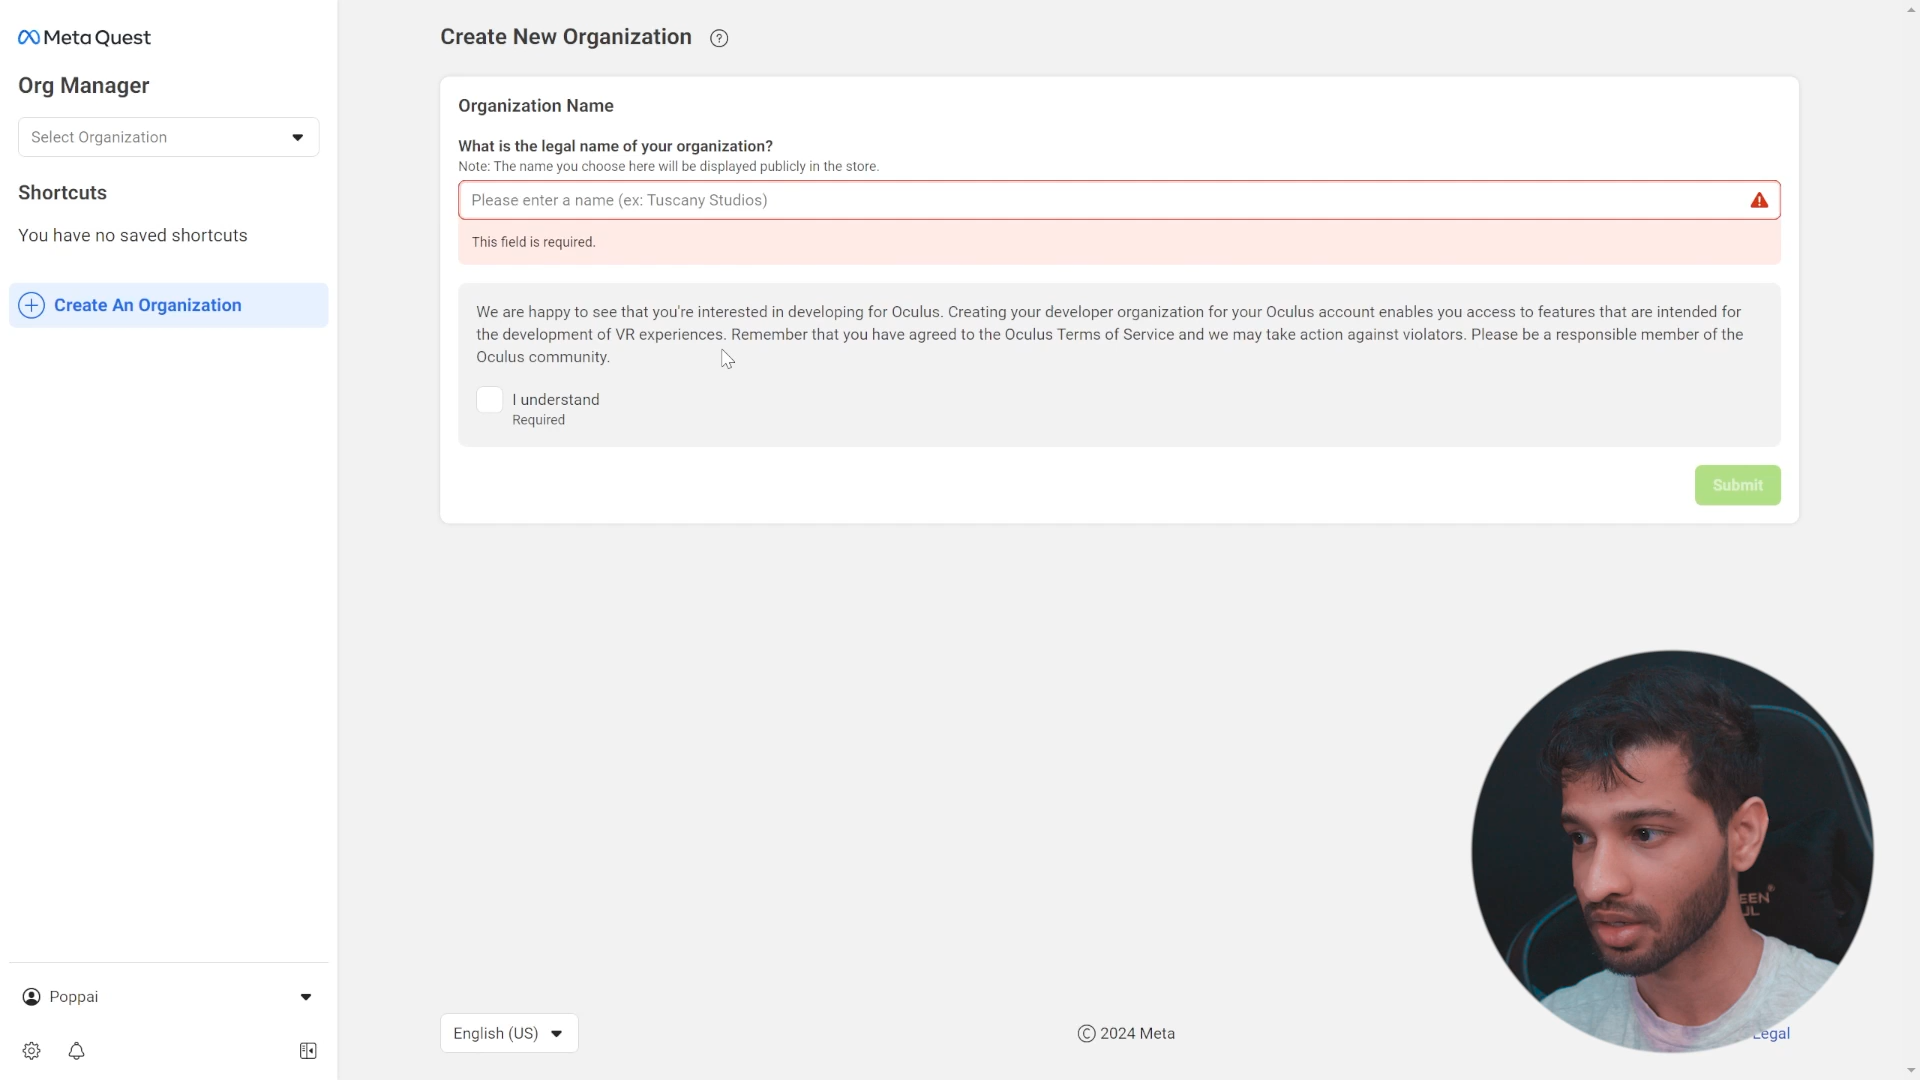 Meta Quest
Org Manager
Select Organization
Shortcuts
You have no saved shortcuts
Create An Organization
Poppai
Create New Organization
Organization Name
What is the legal name of your organization?
Note: The name you choose here will be displayed publicly in the store.
Please enter a name (ex: Tuscany Studios)
This field is required.
We are happy to see that you're interested in developing for Oculus. Creating your developer organization for your Oculus account enables you access to features that are intended for
the development of VR experiences. Remember that you have agreed to the Oculus Terms of Service and we may take action against violators. Please be a responsible member of the
Oculus community.
I understand
Required
Submit
English (US)
© 2024 Meta
Legal